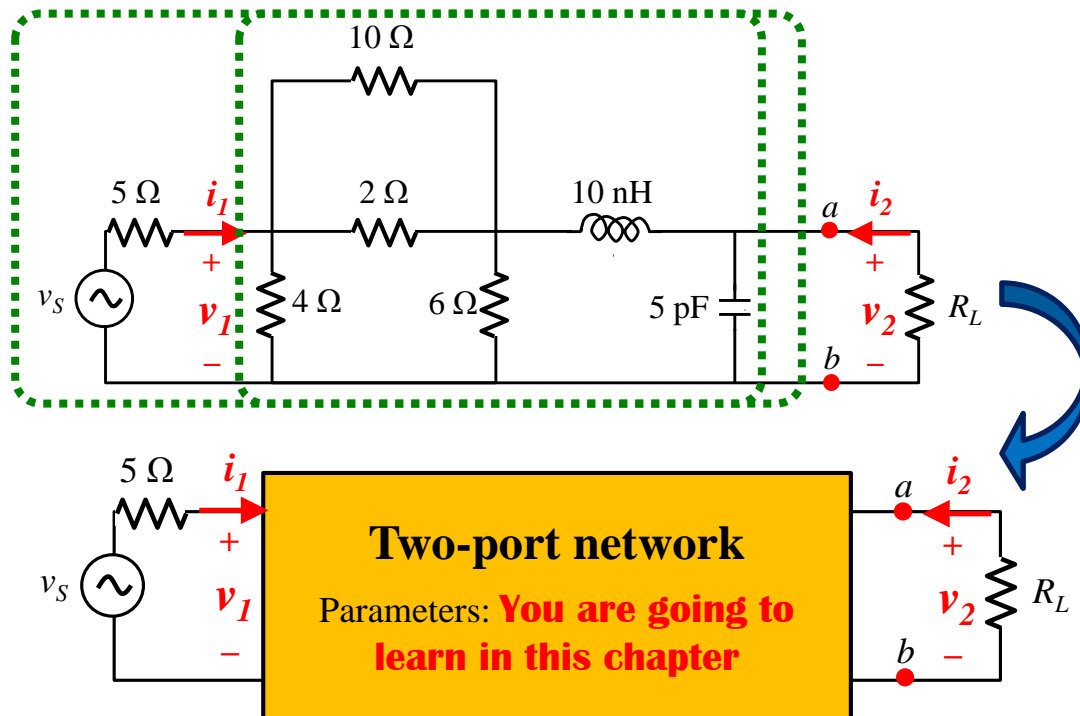 10 Ω
5 Ω
i1
2 Ω
10 nH
a
i2
+
+
vS
v1
4 Ω
6 Ω
5 pF
v2
RL
−
b
−
5 Ω
i1
a
i2
+
+
Two-port network
vS
v1
Parameters: You are going to
learn in this chapter
v2
RL
−
b
−